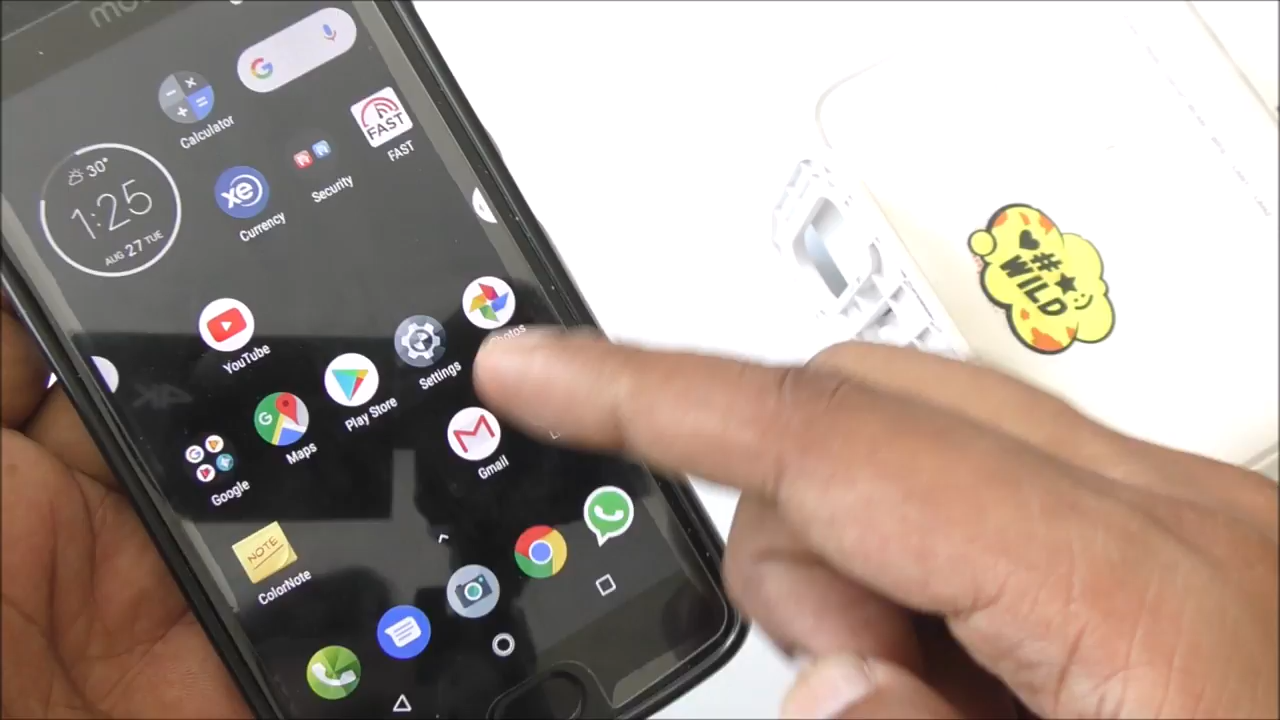 Calculator
FAST
FAST
30°
1:25
AUG 27 TUE
xe
Currency
Security
YouTube
Settings
Play Store
G
Maps
Gmail
G
Google
NOTE
ColorNote
#
WILD